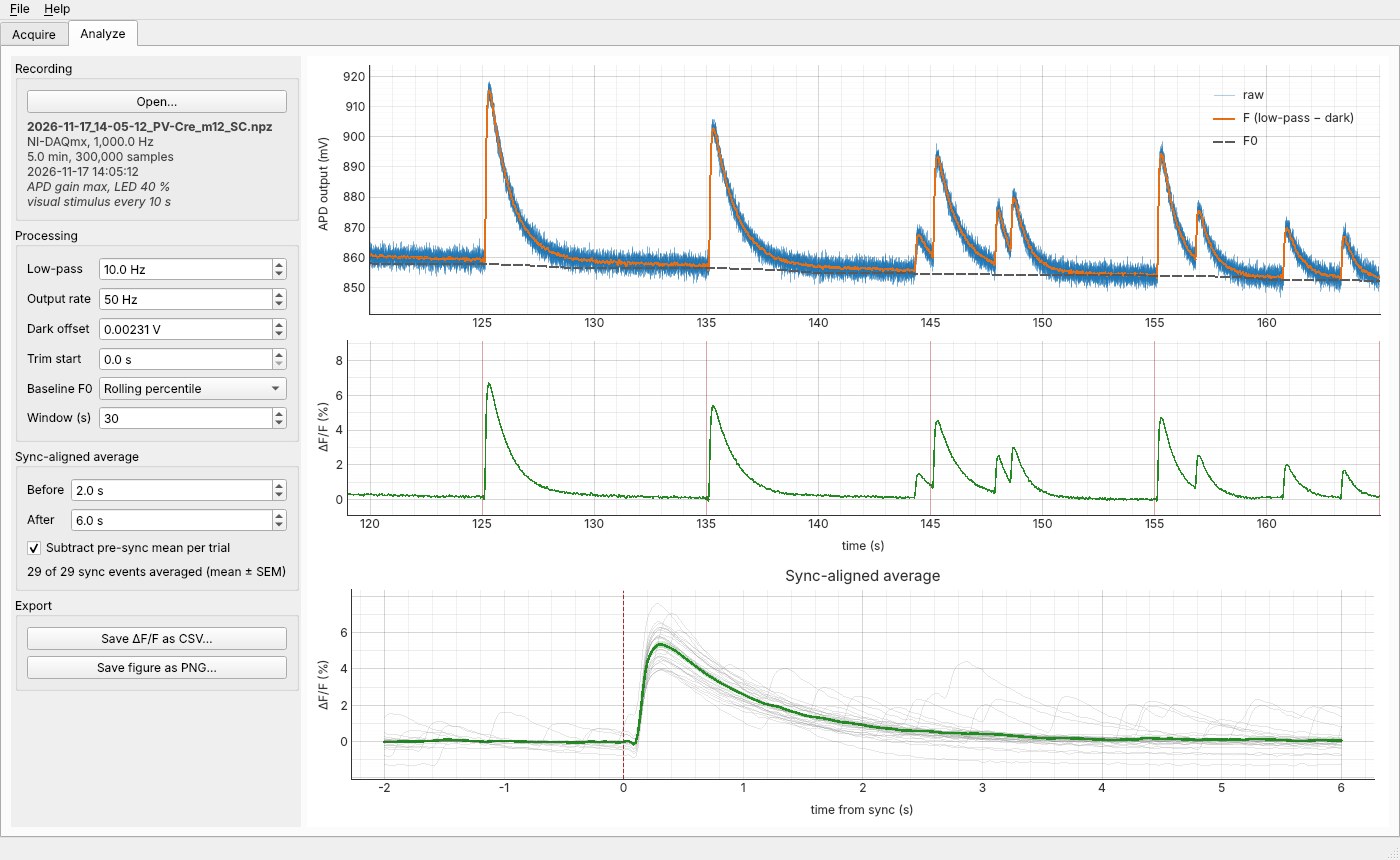 File Help
Acquire Analyze
Recording
Open...
2026-11-17_14-05-12_PV-Cre_m12_SC.npz
NI-DAQmx, 1,000.0 Hz
5.0 min, 300,000 samples
2026-11-17 14:05:12
APD gain max, LED 40 %
visual stimulus every 10 s
Processing
Low-pass 10.0 Hz
Output rate 50 Hz
Dark offset 0.00231 V
Trim start 0.0 s
Baseline F0 Rolling percentile
Window (s) 30
Sync-aligned average
Before 2.0 s
After 6.0 s
Subtract pre-sync mean per trial
29 of 29 sync events averaged (mean ± SEM)
Export
Save ΔF/F as CSV...
Save figure as PNG...
APD output (mV)
920
910
900
890
880
870
860
850
raw
F (low-pass − dark)
F0
125 130 135 140 145 150 155 160
ΔF/F (%)
8
6
4
2
0
120 125 130 135 140 145 150 155 160
time (s)
Sync-aligned average
ΔF/F (%)
6
4
2
0
-2 -1 0 1 2 3 4 5 6
time from sync (s)